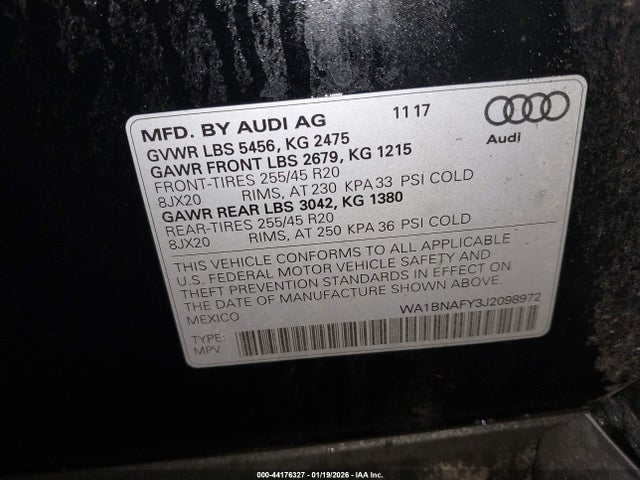 MFD. BY AUDI AG 11 17
Audi
GVWR LBS 5456, KG 2475
GAWR FRONT LBS 2679, KG 1215
FRONT-TIRES 255/45 R20
8JX20 RIMS, AT 230 KPA 33 PSI COLD
GAWR REAR LBS 3042, KG 1380
REAR-TIRES 255/45 R20
8JX20 RIMS, AT 250 KPA 36 PSI COLD
THIS VEHICLE CONFORMS TO ALL APPLICABLE
U.S. FEDERAL MOTOR VEHICLE SAFETY AND
THEFT PREVENTION STANDARDS IN EFFECT ON
THE DATE OF MANUFACTURE SHOWN ABOVE.
MEXICO WA1BNAFY3J2098972
TYPE:
MPV
000-44176327 - 01/19/2026 - IAA Inc.